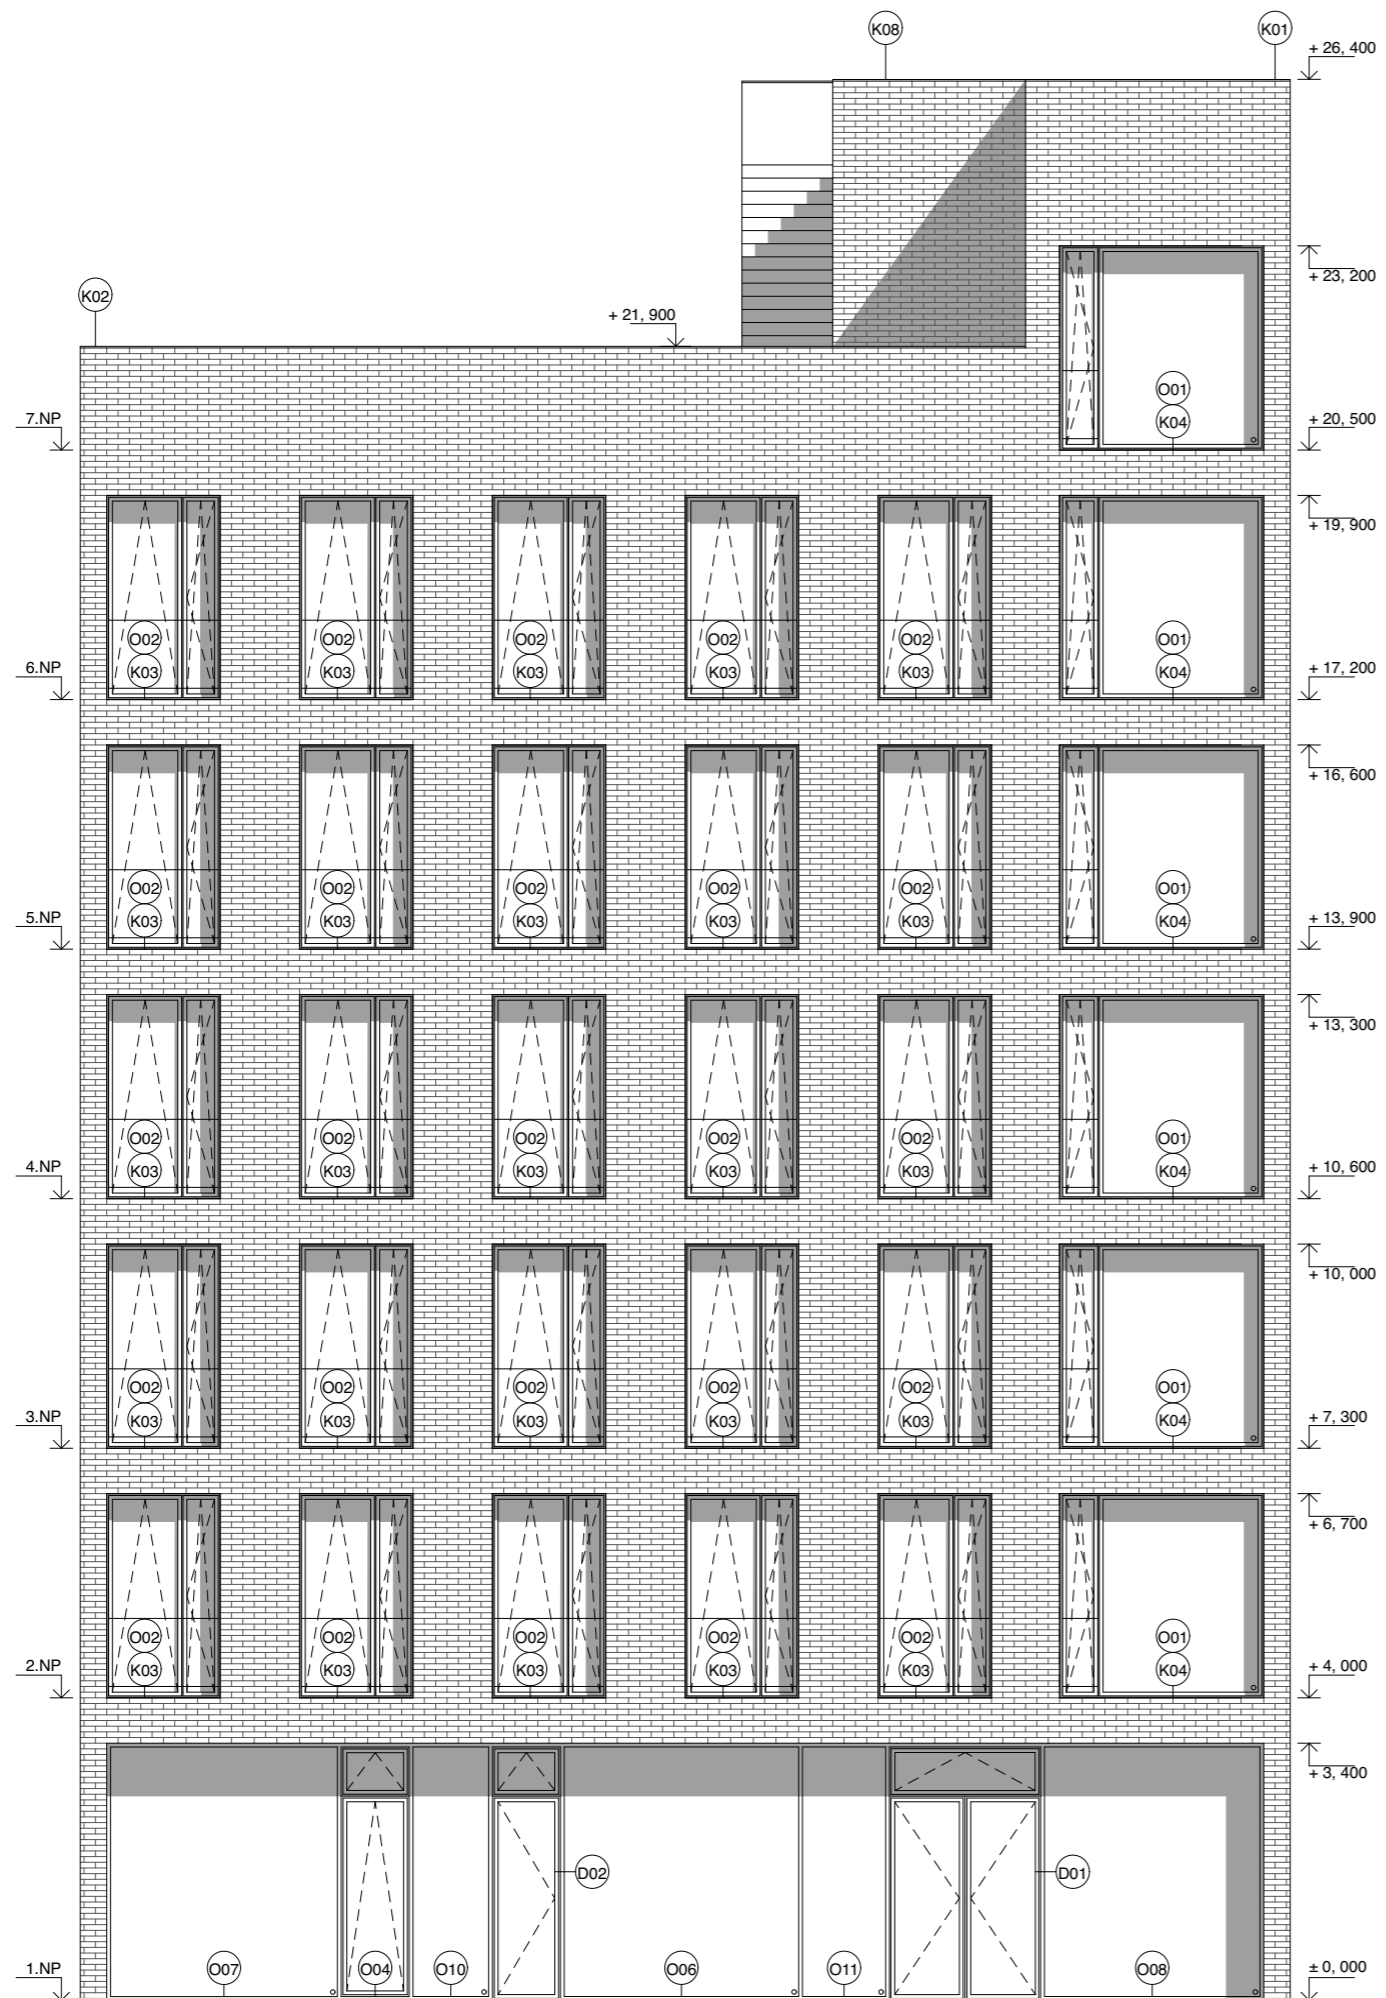 K08 K01
+ 26, 400
+ 23, 200
K02
+ 21, 900
O01
K04
7.NP
+ 20, 500
+ 19, 900
O02 O02 O02 O02 O02 O01
K03 K03 K03 K03 K03 K04
6.NP
+ 17, 200
+ 16, 600
O02 O02 O02 O02 O02 O01
K03 K03 K03 K03 K03 K04
5.NP
+ 13, 900
+ 13, 300
O02 O02 O02 O02 O02 O01
K03 K03 K03 K03 K03 K04
4.NP
+ 10, 600
+ 10, 000
O02 O02 O02 O02 O02 O01
K03 K03 K03 K03 K03 K04
3.NP
+ 7, 300
+ 6, 700
O02 O02 O02 O02 O02 O01
K03 K03 K03 K03 K03 K04
2.NP
+ 4, 000
+ 3, 400
D02 D01
1.NP
O07 O04 O10 O06 O11 O08
± 0, 000